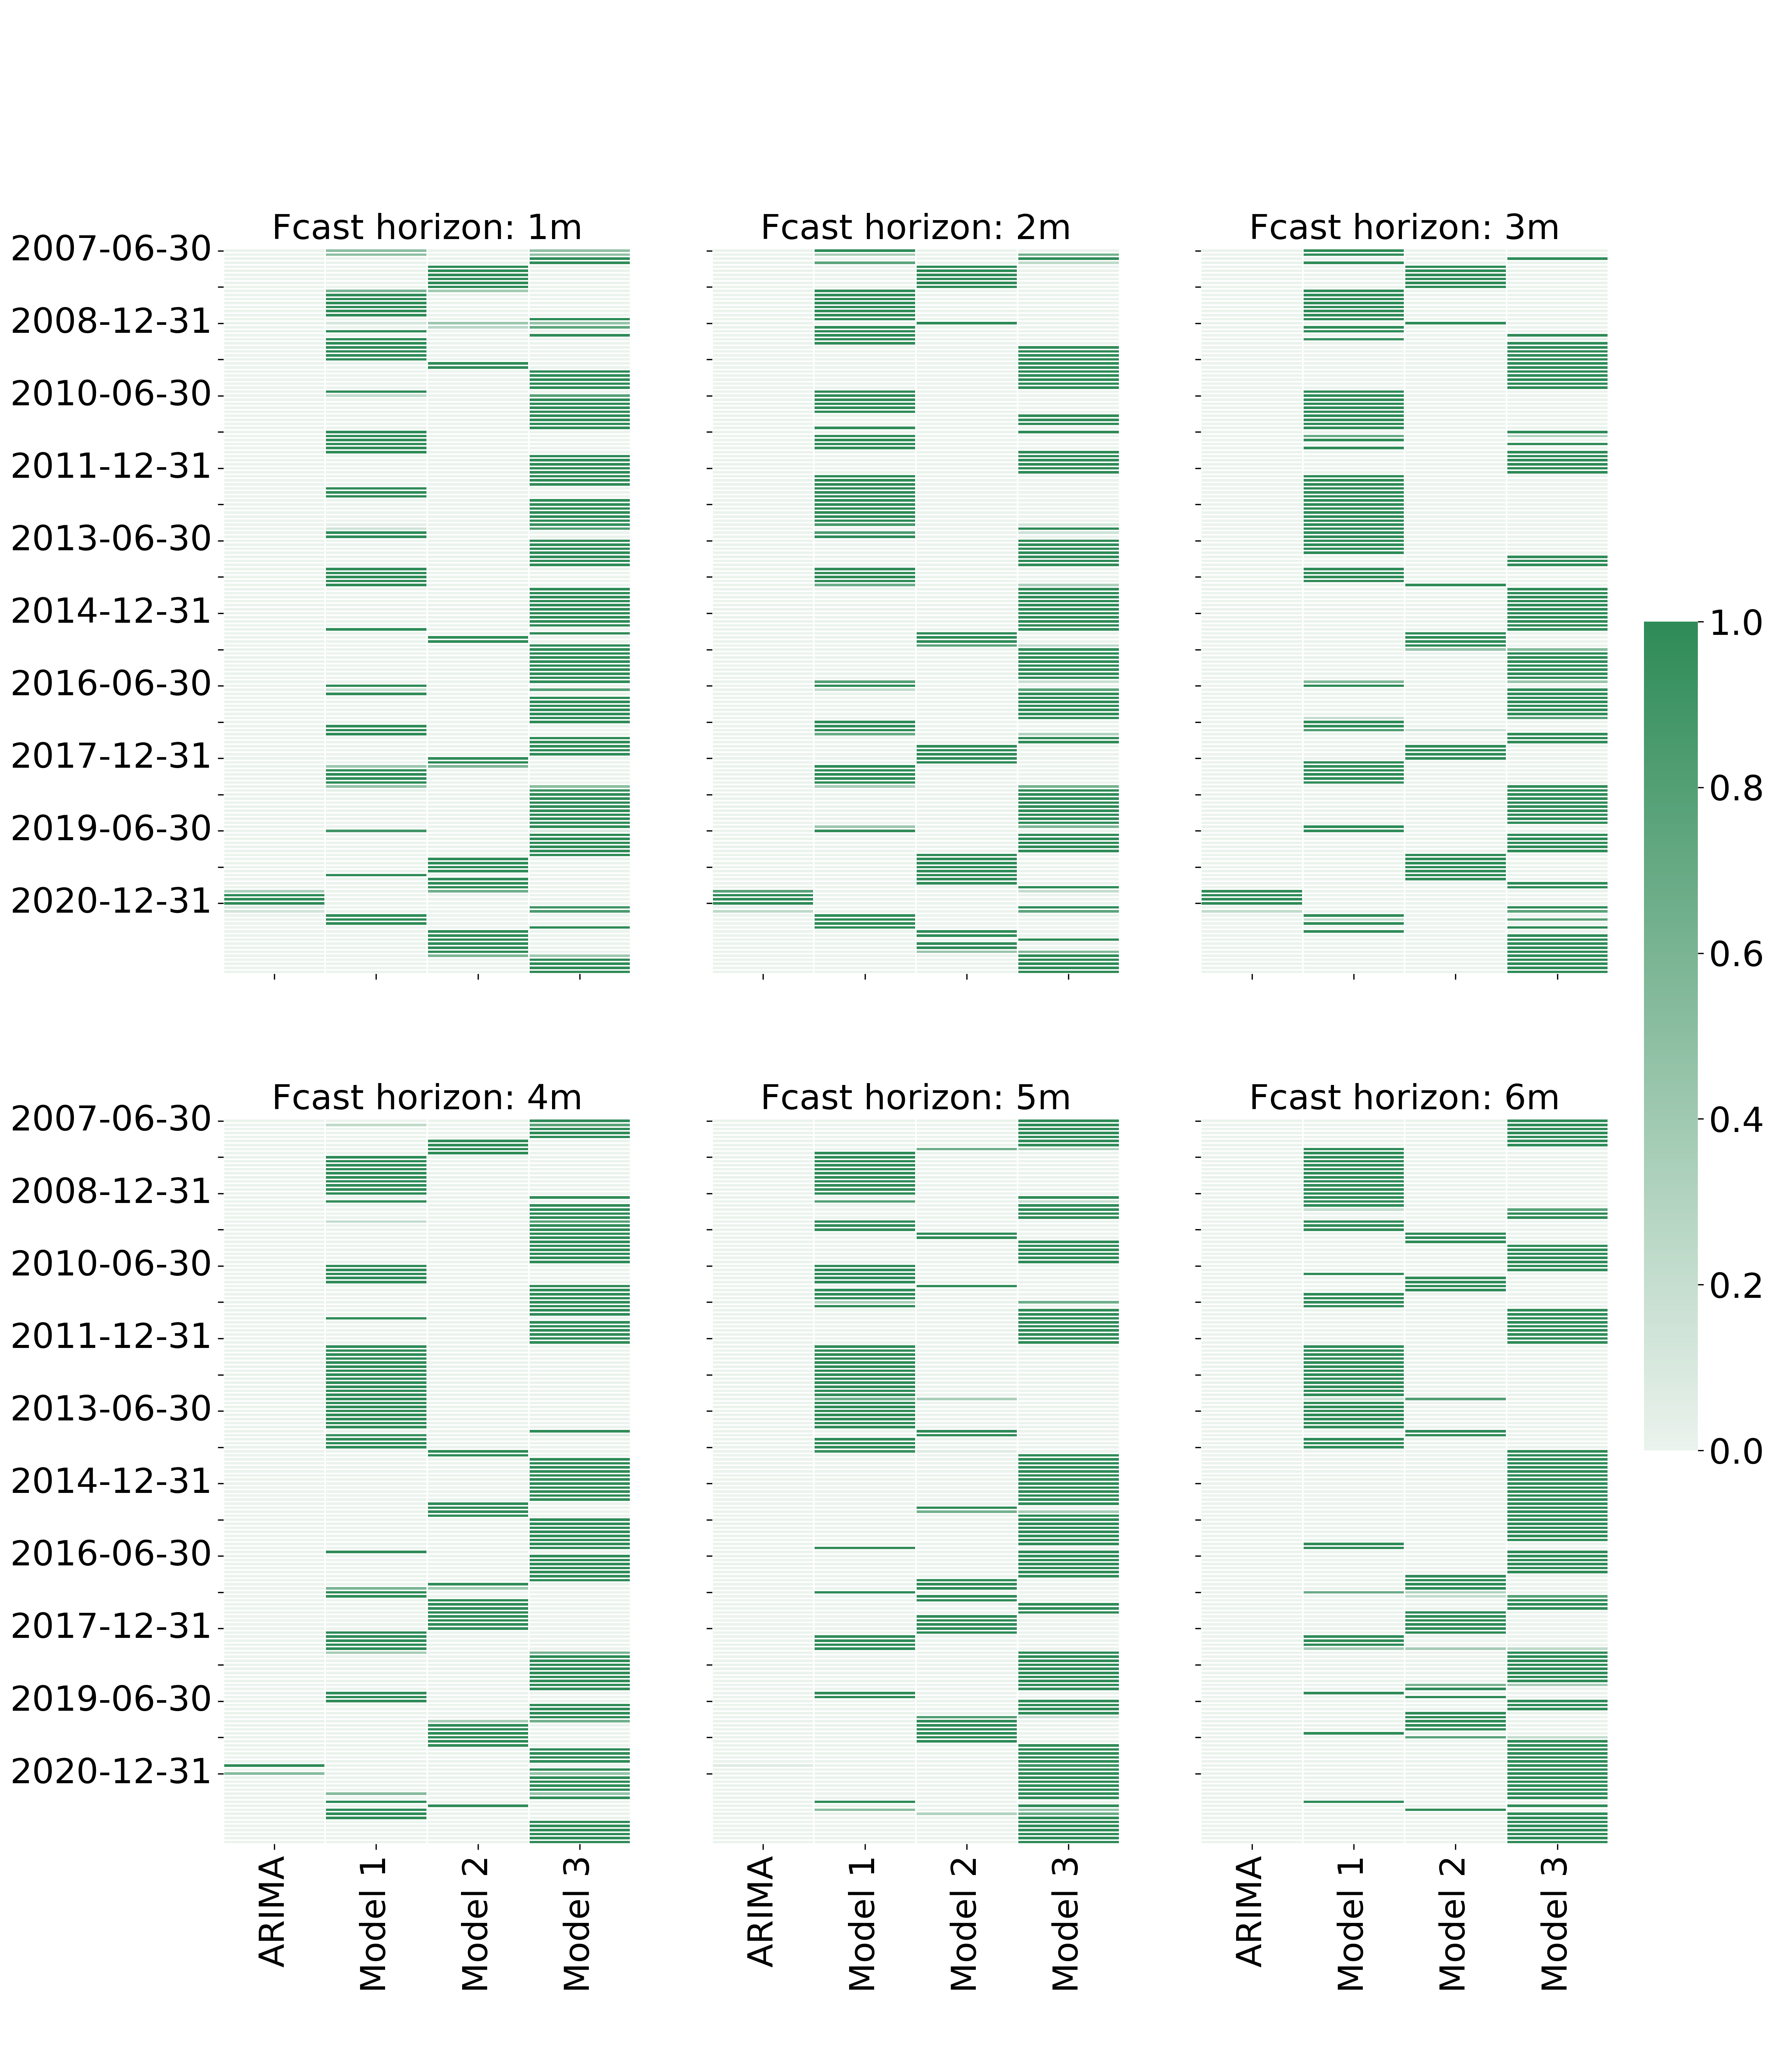 Fcast horizon: 1m
Fcast horizon: 2m
Fcast horizon: 3m
2007-06-30
2008-12-31
2010-06-30
2011-12-31
2013-06-30
2014-12-31
2016-06-30
2017-12-31
2019-06-30
2020-12-31
1.0
0.8
0.6
0.4
0.2
0.0
Fcast horizon: 4m
Fcast horizon: 5m
Fcast horizon: 6m
2007-06-30
2008-12-31
2010-06-30
2011-12-31
2013-06-30
2014-12-31
2016-06-30
2017-12-31
2019-06-30
2020-12-31
ARIMA
Model 1
Model 2
Model 3
ARIMA
Model 1
Model 2
Model 3
ARIMA
Model 1
Model 2
Model 3